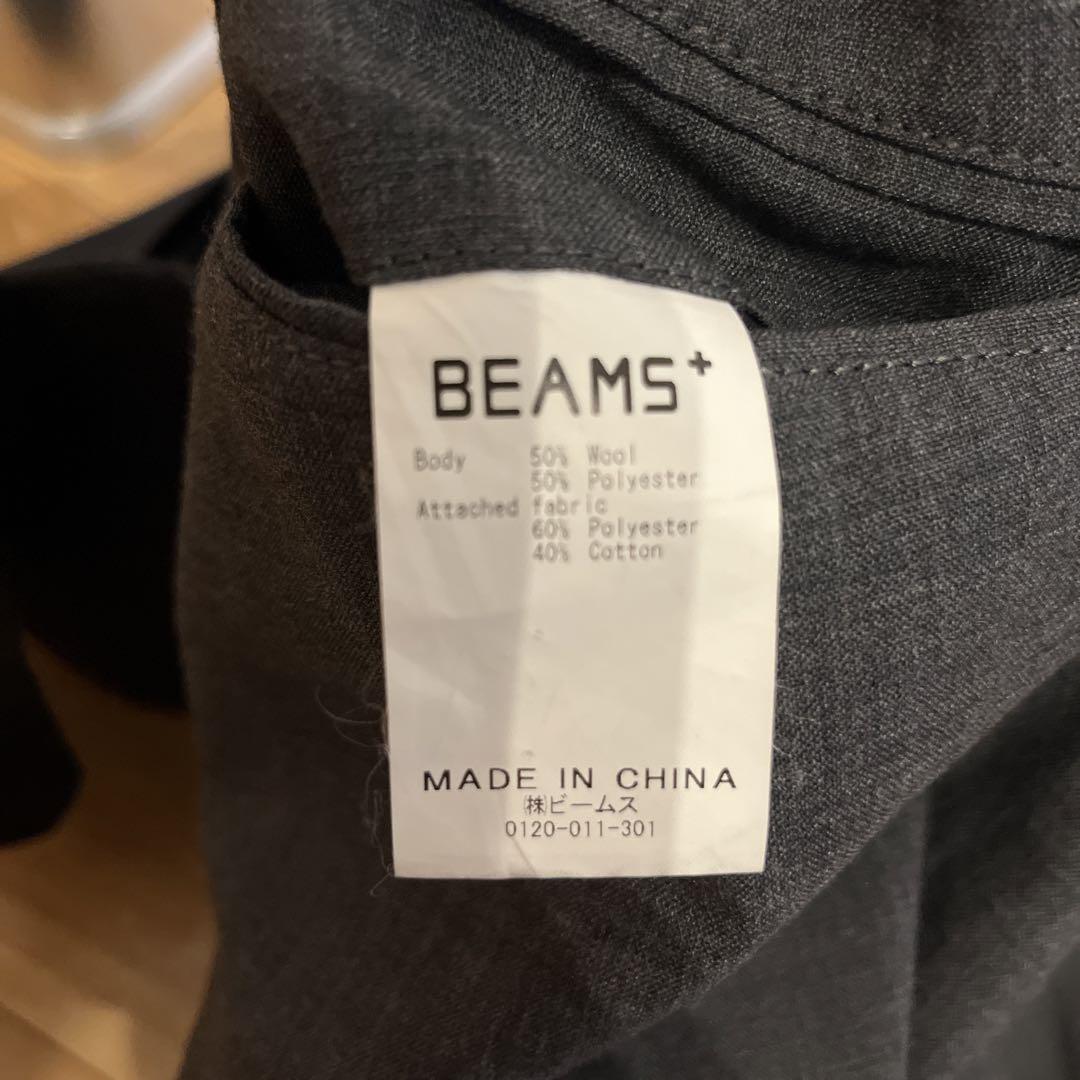 BEAMS+
Body 50% Wool
50% Polyester
Attached fabric
60% Polyester
40% Cotton
MADE IN CHINA
㈱ビームス
0120-011-301